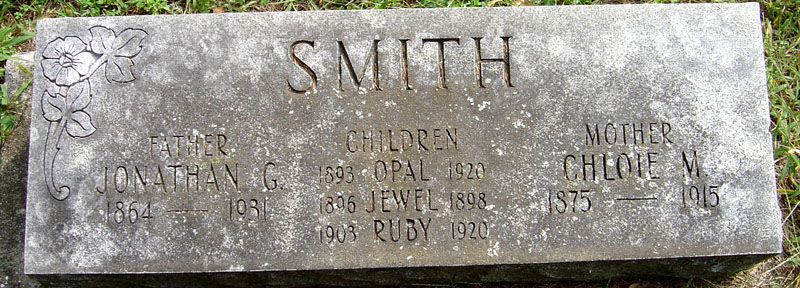 SMITH
FATHER
JONATHAN G.
1864 — 1931
CHILDREN
1893 OPAL 1920
1896 JEWEL 1898
1903 RUBY 1920
MOTHER
CHLOIE M.
1875 — 1915